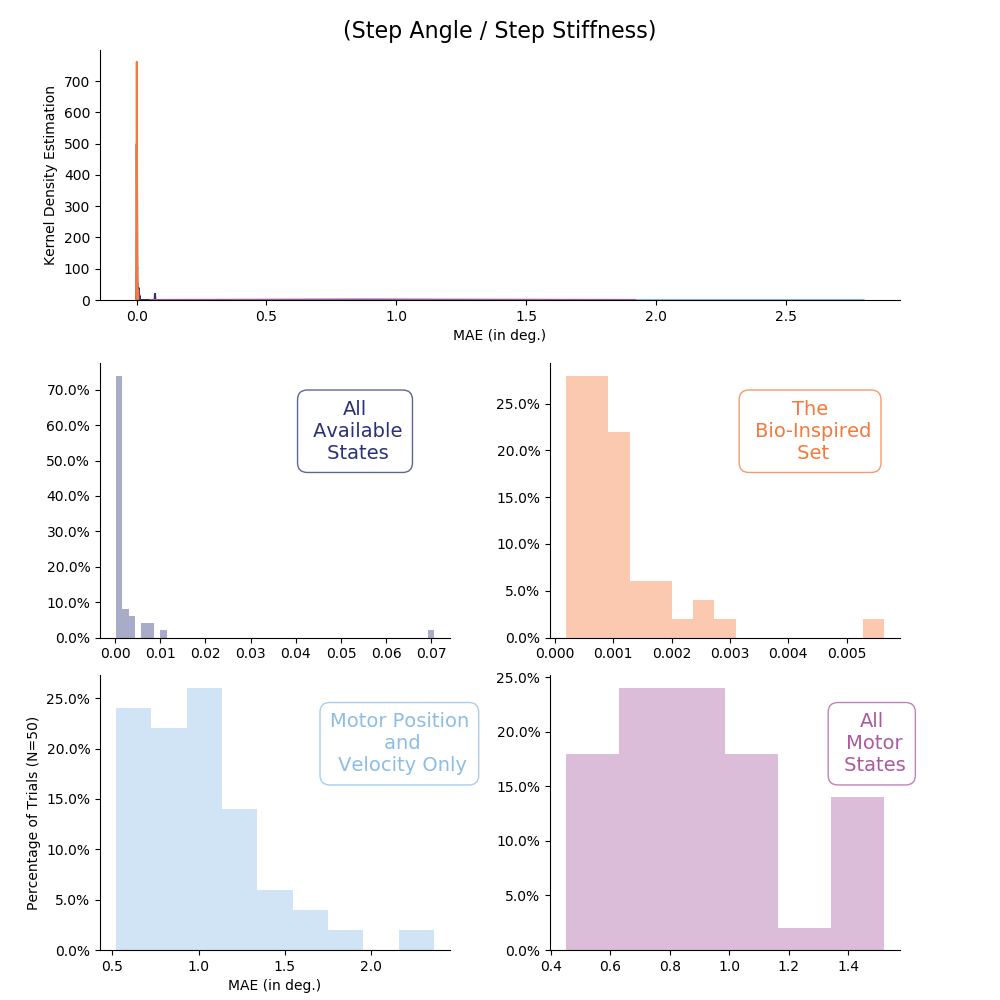 (Step Angle / Step Stiffness)
Kernel Density Estimation
700
600
500
400
300
200
100
0
0.0 0.5 1.0 1.5 2.0 2.5
MAE (in deg.)
70.0%
60.0%
50.0%
40.0%
30.0%
20.0%
10.0%
0.0%
0.00 0.01 0.02 0.03 0.04 0.05 0.06 0.07
All
Available
States
25.0%
20.0%
15.0%
10.0%
5.0%
0.0%
0.000 0.001 0.002 0.003 0.004 0.005
The
Bio-Inspired
Set
Percentage of Trials (N=50)
25.0%
20.0%
15.0%
10.0%
5.0%
0.0%
0.5 1.0 1.5 2.0
MAE (in deg.)
Motor Position
and
Velocity Only
25.0%
20.0%
15.0%
10.0%
5.0%
0.0%
0.4 0.6 0.8 1.0 1.2 1.4
All
Motor
States